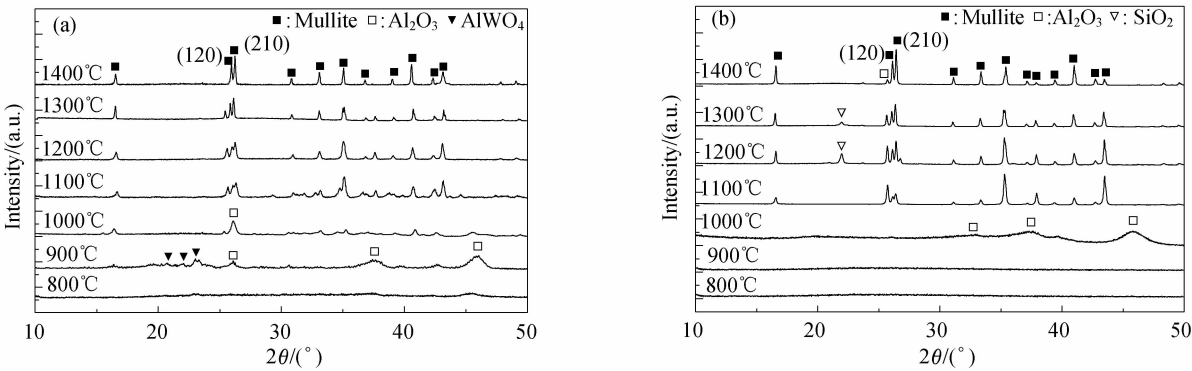 (a)
■: Mullite □: Al₂O₃ ▼: AlWO₄
(120) (210)
1400℃
1300℃
1200℃
1100℃
1000℃
900℃
800℃
Intensity/(a.u.)
10 20 30 40 50
2θ/(°)
(b)
■: Mullite □: Al₂O₃ ▽: SiO₂
(120) (210)
1400℃
1300℃
1200℃
1100℃
1000℃
900℃
800℃
Intensity/(a.u.)
10 20 30 40 50
2θ/(°)